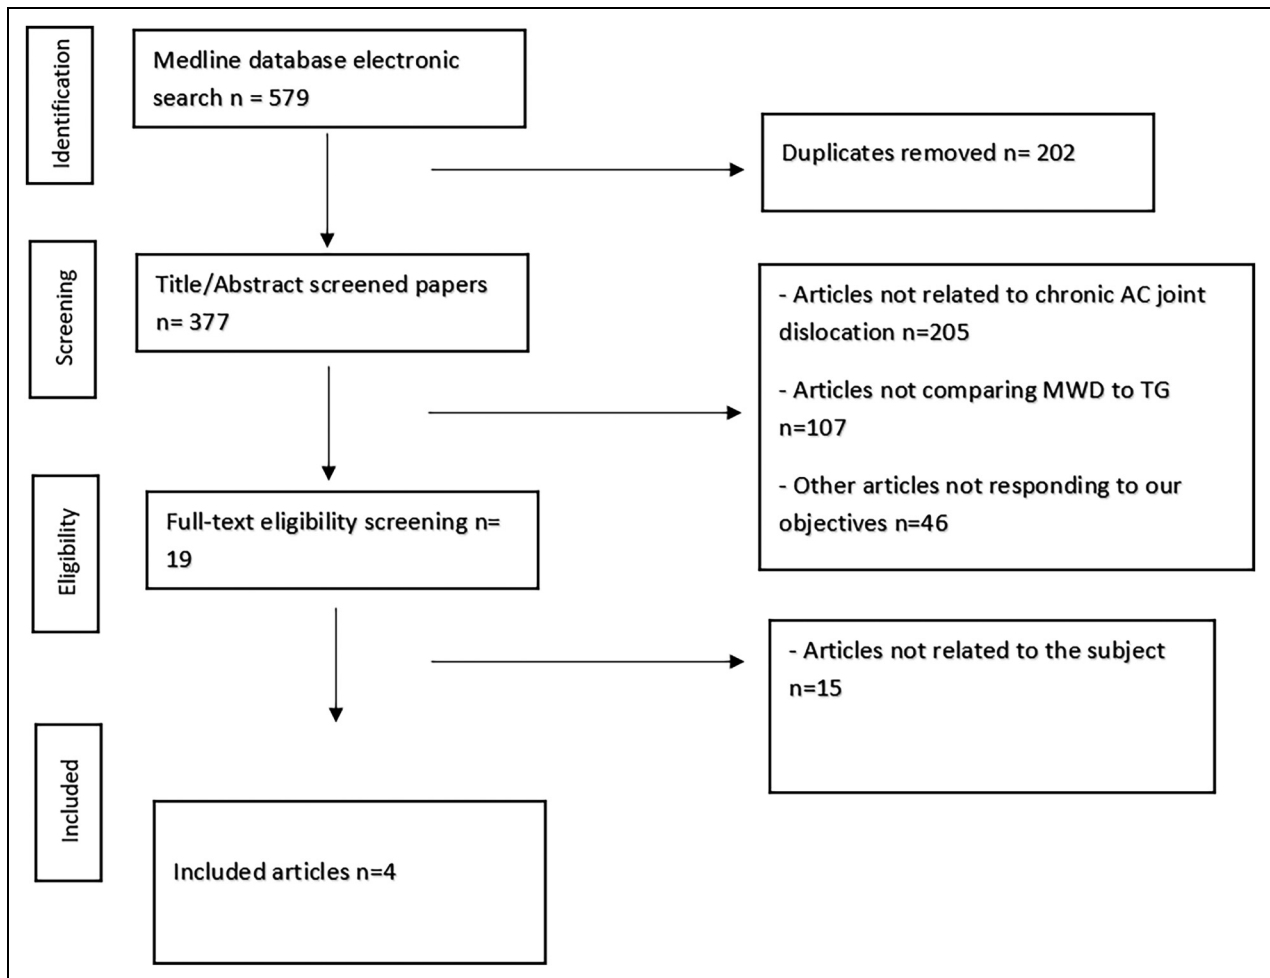 Identification
Medline database electronic
search n = 579
Duplicates removed n= 202
Screening
Title/Abstract screened papers
n= 377
- Articles not related to chronic AC joint
dislocation n=205
- Articles not comparing MWD to TG
n=107
- Other articles not responding to our
objectives n=46
Eligibility
Full-text eligibility screening n=
19
- Articles not related to the subject
n=15
Included
Included articles n=4